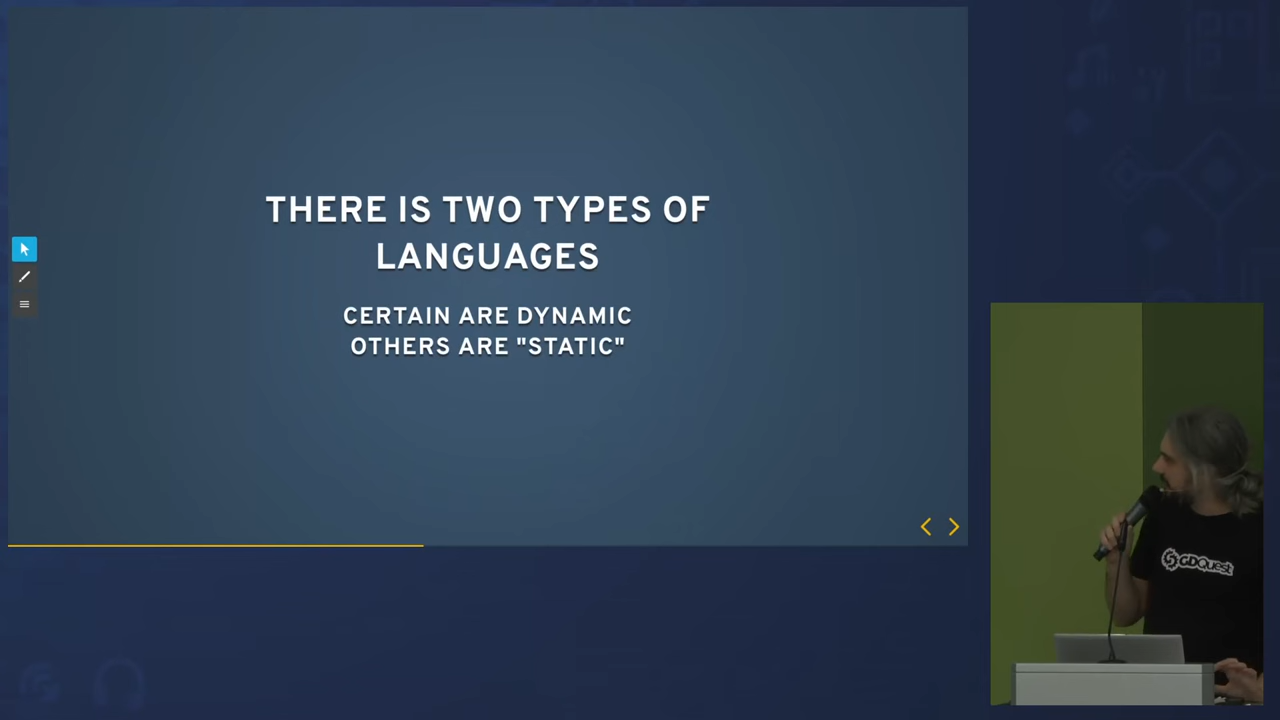 THERE IS TWO TYPES OF
LANGUAGES
CERTAIN ARE DYNAMIC
OTHERS ARE "STATIC"
GDQuest